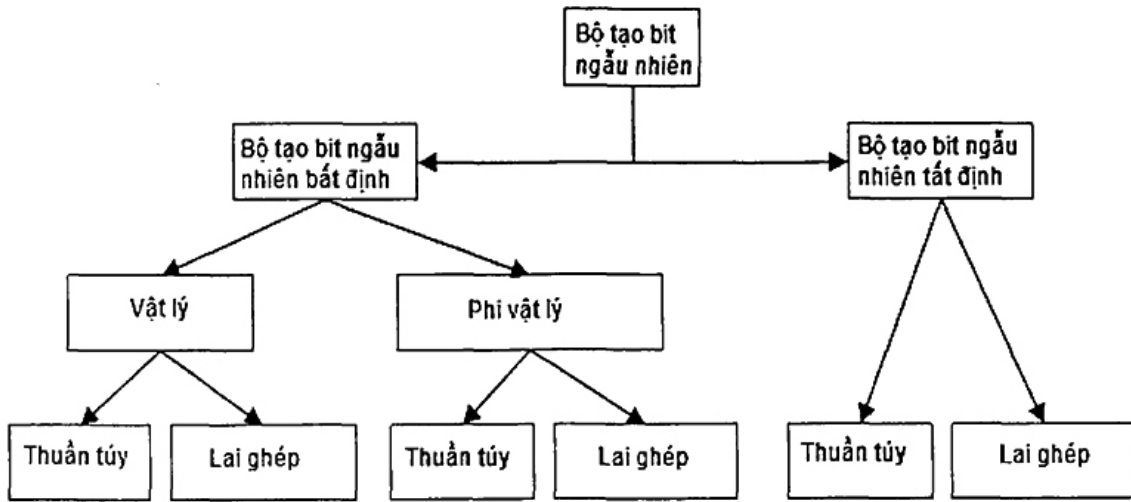 Bộ tạo bit
ngẫu nhiên
Bộ tạo bit ngẫu
nhiên bất định
Bộ tạo bit ngẫu
nhiên tất định
Vật lý
Phi vật lý
Thuần túy
Lai ghép
Thuần túy
Lai ghép
Thuần túy
Lai ghép